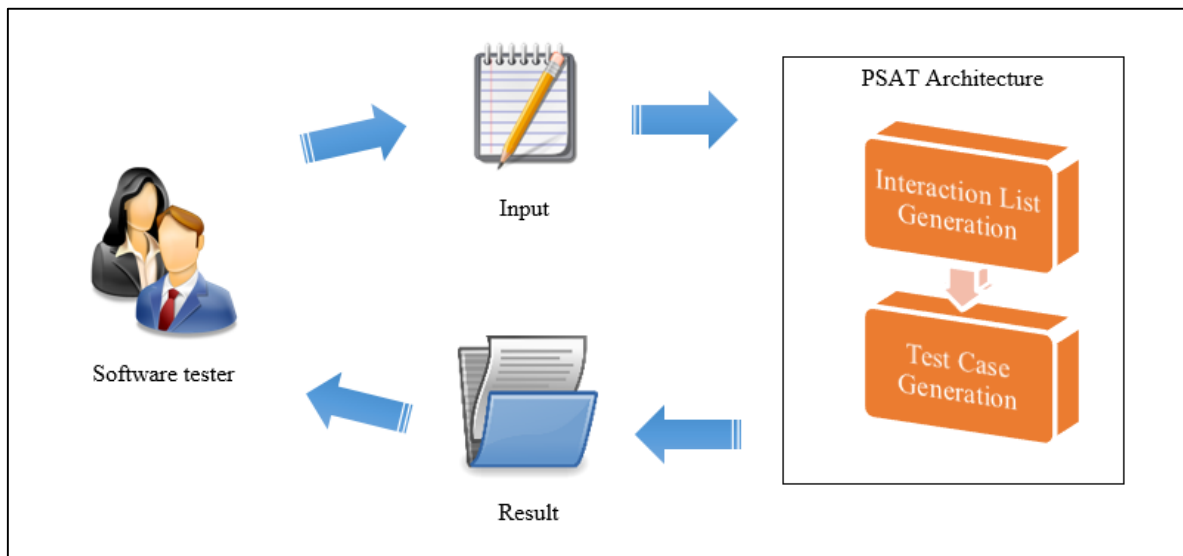 PSAT Architecture
Interaction List
Generation
Input
Software tester
Test Case
Generation
Result